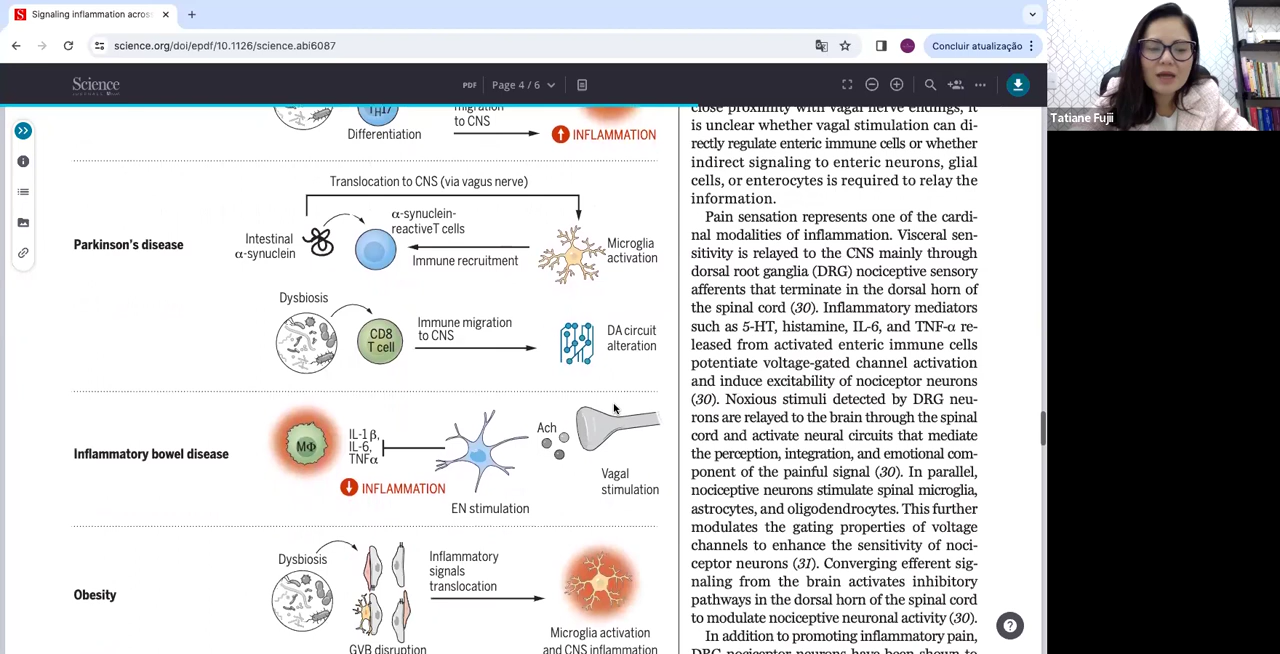 Signaling inflammation across
science.org/doi/epdf/10.1126/science.abi6087
Concluir atualização
Science
PDF
Page 4 / 6
Tatiane Fujii
Differentiation
migration
to CNS
INFLAMMATION
Parkinson's disease
Translocation to CNS (via vagus nerve)
Intestinal
α-synuclein
α-synuclein-
reactiveT cells
Immune recruitment
Microglia
activation
Dysbiosis
CD8
T cell
Immune migration
to CNS
DA circuit
alteration
Inflammatory bowel disease
MΦ
IL-1 β,
IL-6,
TNFα
INFLAMMATION
EN stimulation
Ach
Vagal
stimulation
Obesity
Dysbiosis
GVB disruption
Inflammatory
signals
translocation
Microglia activation
and CNS inflammation
close proximity with vagal nerve endings, it
is unclear whether vagal stimulation can di-
rectly regulate enteric immune cells or whether
indirect signaling to enteric neurons, glial
cells, or enterocytes is required to relay the
information.
Pain sensation represents one of the cardi-
nal modalities of inflammation. Visceral sen-
sitivity is relayed to the CNS mainly through
dorsal root ganglia (DRG) nociceptive sensory
afferents that terminate in the dorsal horn of
the spinal cord (30). Inflammatory mediators
such as 5-HT, histamine, IL-6, and TNF-α re-
leased from activated enteric immune cells
potentiate voltage-gated channel activation
and induce excitability of nociceptor neurons
(30). Noxious stimuli detected by DRG neu-
rons are relayed to the brain through the spinal
cord and activate neural circuits that mediate
the perception, integration, and emotional com-
ponent of the painful signal (30). In parallel,
nociceptive neurons stimulate spinal microglia,
astrocytes, and oligodendrocytes. This further
modulates the gating properties of voltage
channels to enhance the sensitivity of noci-
ceptor neurons (31). Converging efferent sig-
naling from the brain activates inhibitory
pathways in the dorsal horn of the spinal cord
to modulate nociceptive neuronal activity (30).
In addition to promoting inflammatory pain,
DRG nociceptor neurons have been shown to